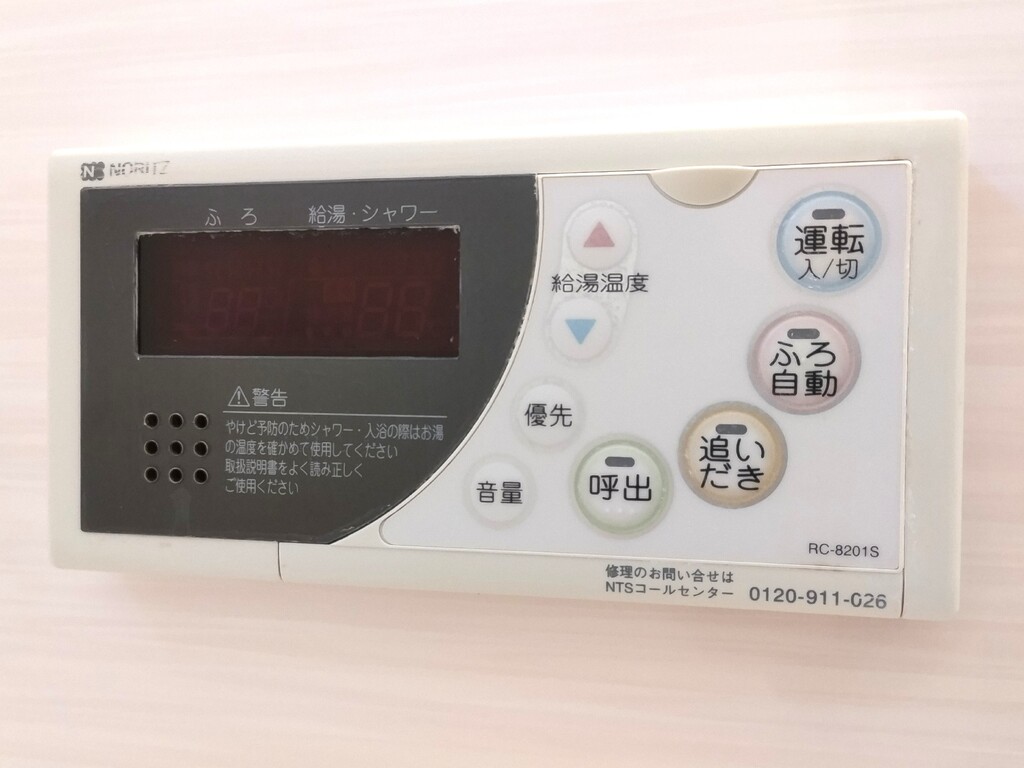 NORITZ
ふろ 給湯・シャワー
給湯温度
運転
入/切
ふろ
自動
優先
追い
だき
音量
呼出
⚠警告
やけど予防のためシャワー・入浴の際はお湯
の温度を確かめて使用してください
取扱説明書をよく読み正しく
ご使用ください
RC-8201S
修理のお問い合せは
NTSコールセンター 0120-911-026